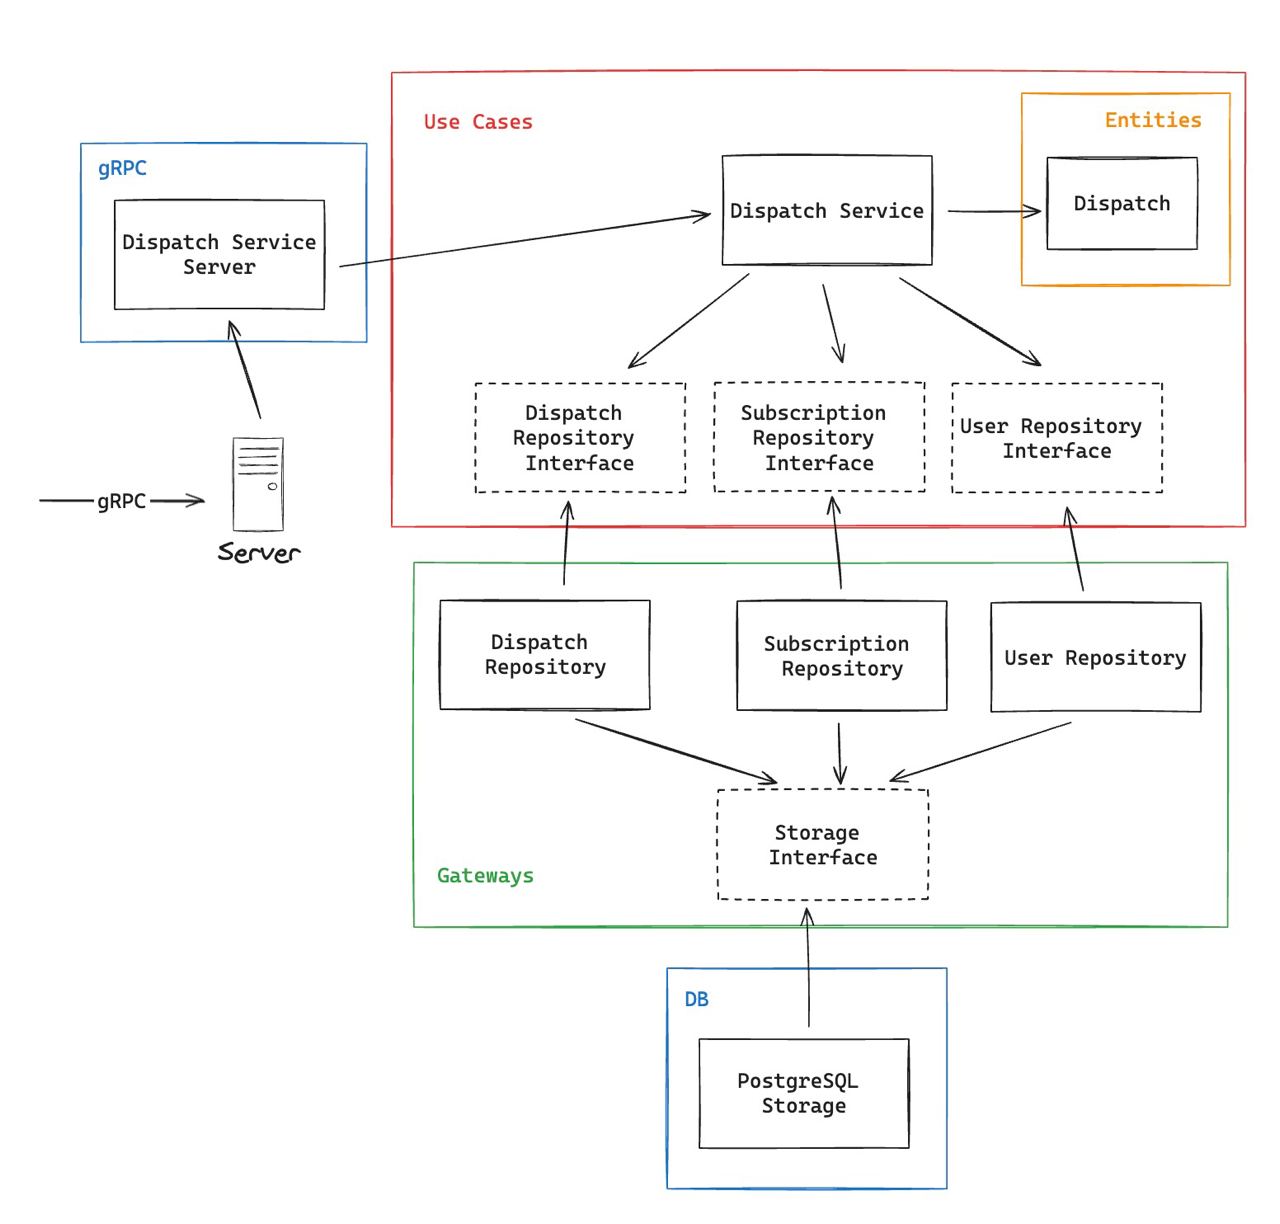 Use Cases
Entities
gRPC
Dispatch Service
Server
Dispatch Service
Dispatch
Dispatch
Repository
Interface
Subscription
Repository
Interface
User Repository
Interface
gRPC
Server
Dispatch
Repository
Subscription
Repository
User Repository
Storage
Interface
Gateways
DB
PostgreSQL
Storage